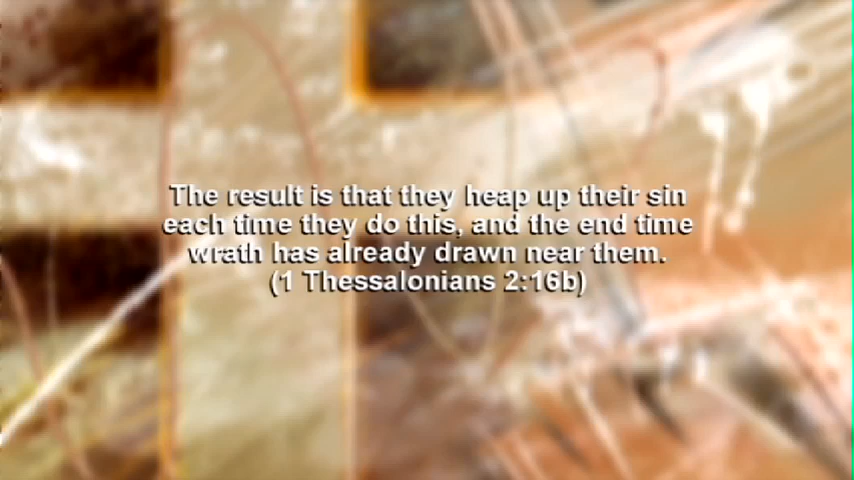 The result is that they heap up their sin
each time they do this, and the end time
wrath has already drawn near them.
(1 Thessalonians 2:16b)